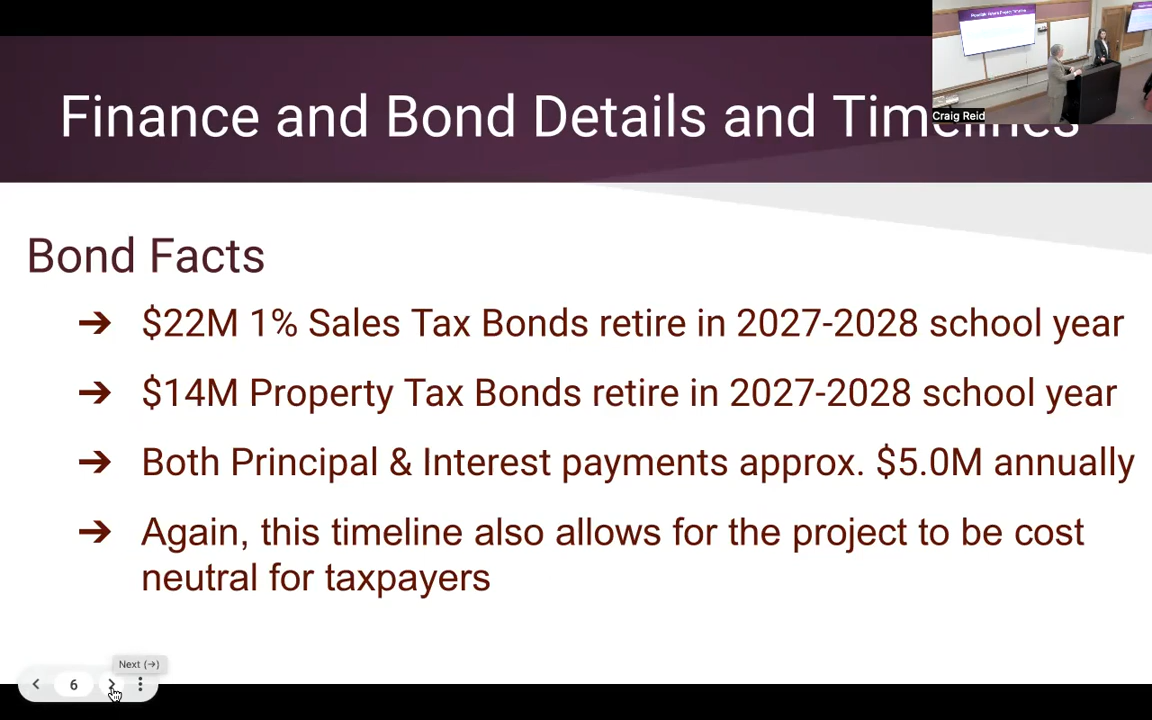 Finance and Bond Details and Timelines
Craig Reid
Bond Facts
➔ $22M 1% Sales Tax Bonds retire in 2027-2028 school year
➔ $14M Property Tax Bonds retire in 2027-2028 school year
➔ Both Principal & Interest payments approx. $5.0M annually
➔ Again, this timeline also allows for the project to be cost
neutral for taxpayers
Next (→)
6